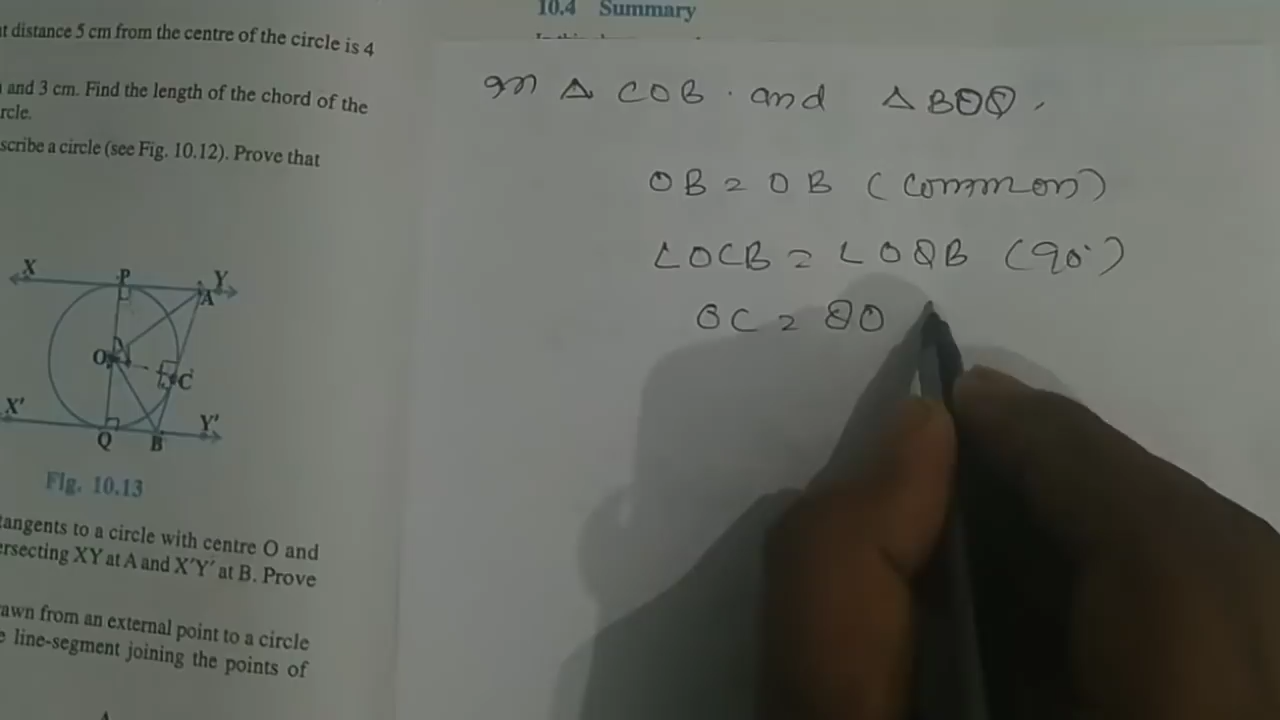 10.4 Summary
t distance 5 cm from the centre of the circle is 4
and 3 cm. Find the length of the chord of the
rcle.
scribe a circle (see Fig. 10.12). Prove that
X P Y
A
O
C
X' Y'
Q B
Fig. 10.13
tangents to a circle with centre O and
ersecting XY at A and X'Y' at B. Prove
awn from an external point to a circle
e line-segment joining the points of
In Δ COB . and Δ BOQ ,
OB = OB (common)
∠OCB = ∠OQB (90°)
OC = QO